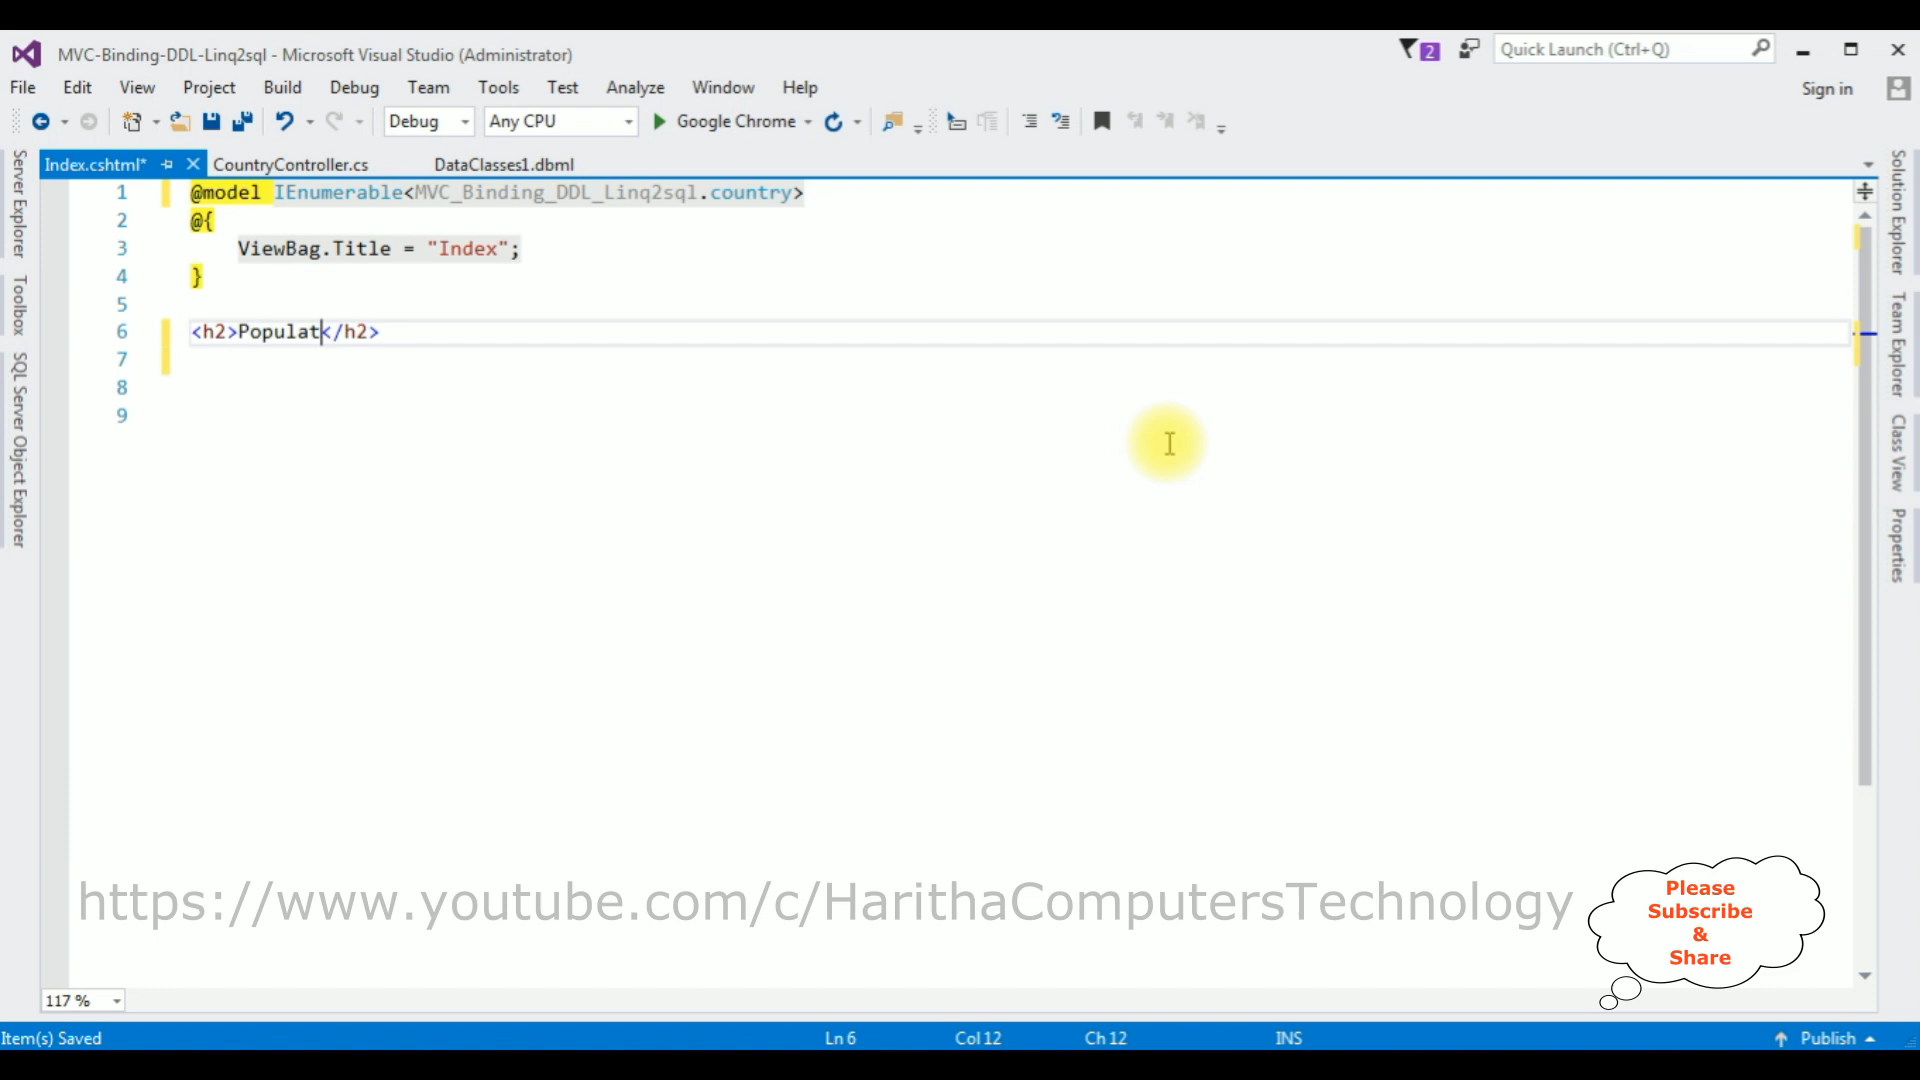 MVC-Binding-DDL-Linq2sql - Microsoft Visual Studio (Administrator)
2
Quick Launch (Ctrl+Q)
File Edit View Project Build Debug Team Tools Test Analyze Window Help
Sign in
Debug Any CPU Google Chrome
Index.cshtml* CountryController.cs DataClasses1.dbml
1 @model IEnumerable<MVC_Binding_DDL_Linq2sql.country>
2 @{
3 ViewBag.Title = "Index";
4 }
5
6 <h2>Populat</h2>
7
8
9
Server Explorer
Toolbox
SQL Server Object Explorer
Solution Explorer
Team Explorer
Class View
Properties
https://www.youtube.com/c/HarithaComputersTechnology
Please
Subscribe
&
Share
117 %
Item(s) Saved Ln 6 Col 12 Ch 12 INS Publish